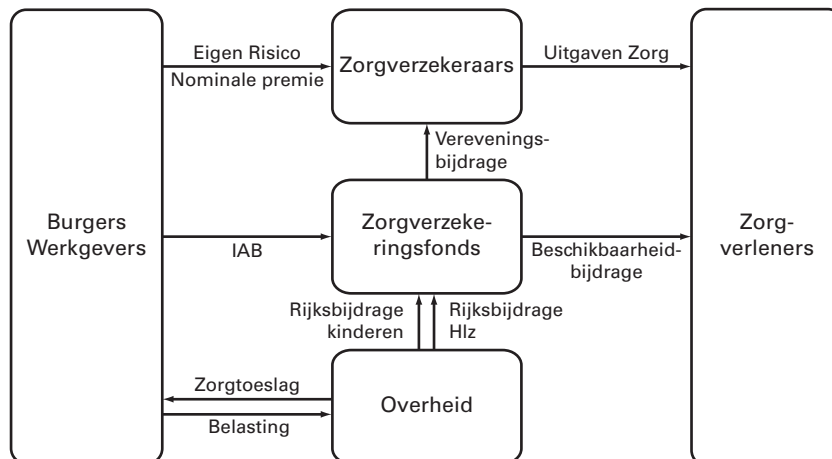 Eigen Risico
Nominale premie
Zorgverzekeraars
Uitgaven Zorg
Verevenings-
bijdrage
Burgers
Werkgevers
IAB
Zorgverzeke-
ringsfonds
Beschikbaarheid-
bijdrage
Zorg-
verleners
Rijksbijdrage
kinderen
Rijksbijdrage
Hlz
Zorgtoeslag
Belasting
Overheid